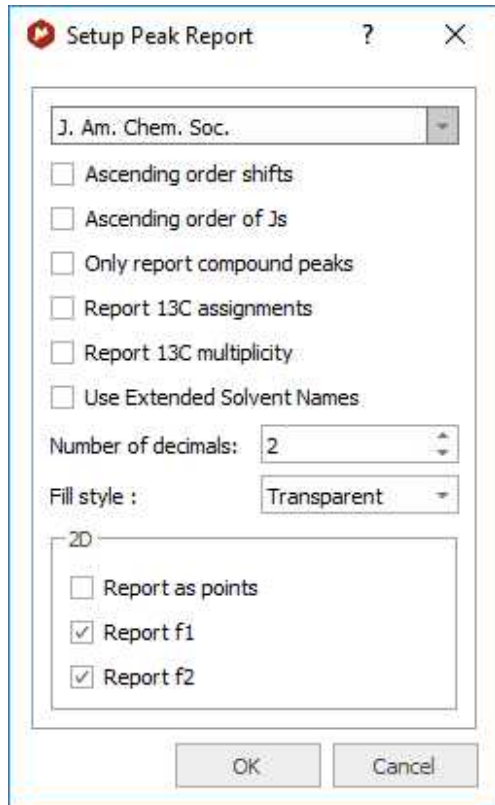 Setup Peak Report ?
J. Am. Chem. Soc.
Ascending order shifts
Ascending order of Js
Only report compound peaks
Report 13C assignments
Report 13C multiplicity
Use Extended Solvent Names
Number of decimals: 2
Fill style : Transparent
2D
Report as points
Report f1
Report f2
OK Cancel